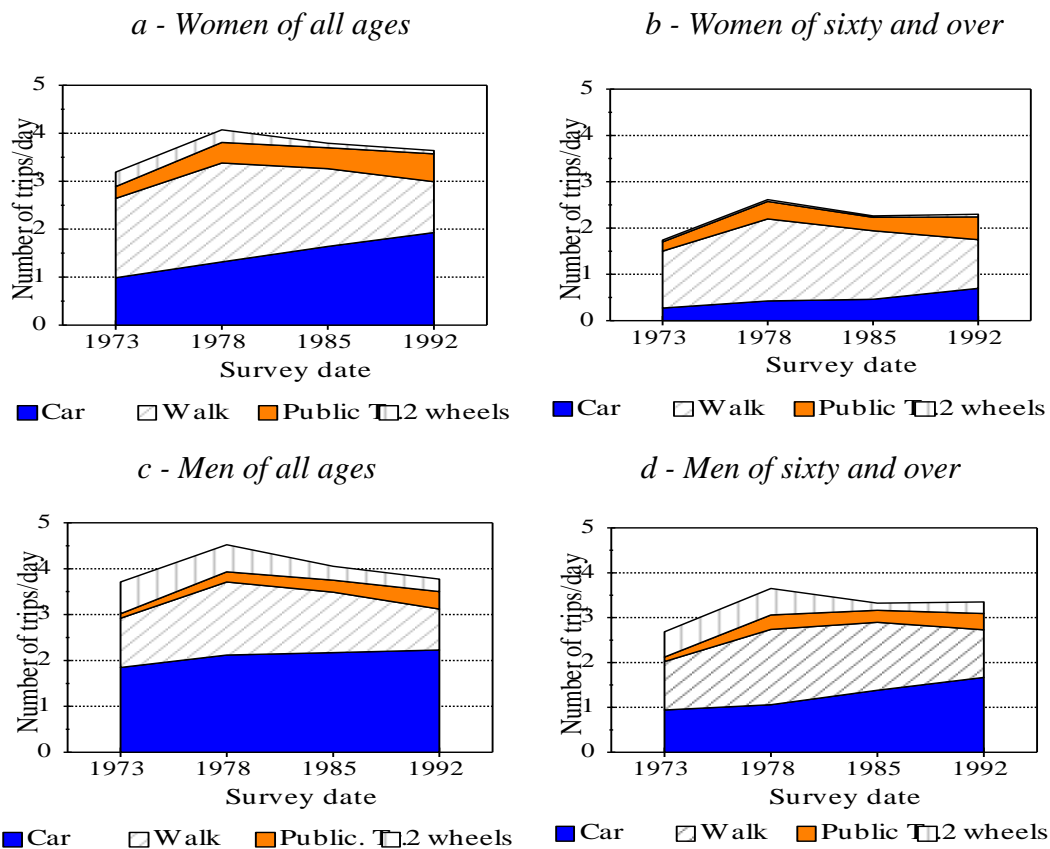 a - Women of all ages
Number of trips/day
5
4
3
2
1
0
1973 1978 1985 1992
Survey date
Car Walk Public T. 2 wheels
b - Women of sixty and over
Number of trips/day
5
4
3
2
1
0
1973 1978 1985 1992
Survey date
Car Walk Public T. 2 wheels
c - Men of all ages
Number of trips/day
5
4
3
2
1
0
1973 1978 1985 1992
Survey date
Car Walk Public. T. 2 wheels
d - Men of sixty and over
Number of trips/day
5
4
3
2
1
0
1973 1978 1985 1992
Survey date
Car Walk Public T. 2 wheels